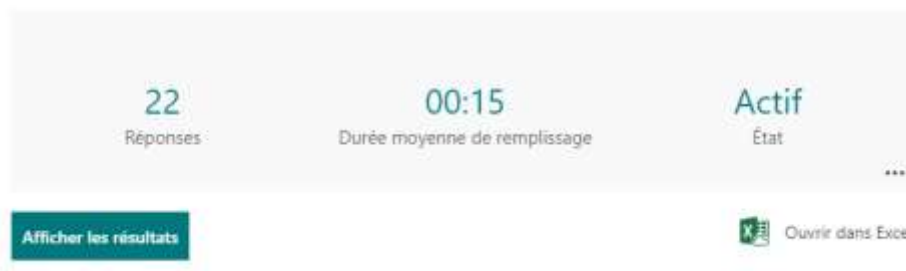 22 00:15 Actif
Réponses Durée moyenne de remplissage État
...
Afficher les résultats Ouvrir dans Exce